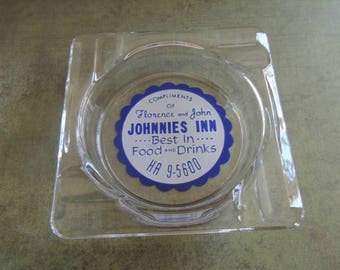 COMPLIMENTS
OF
Florence and John
JOHNNIES INN
Best In
Food AND Drinks
HA 9-5600